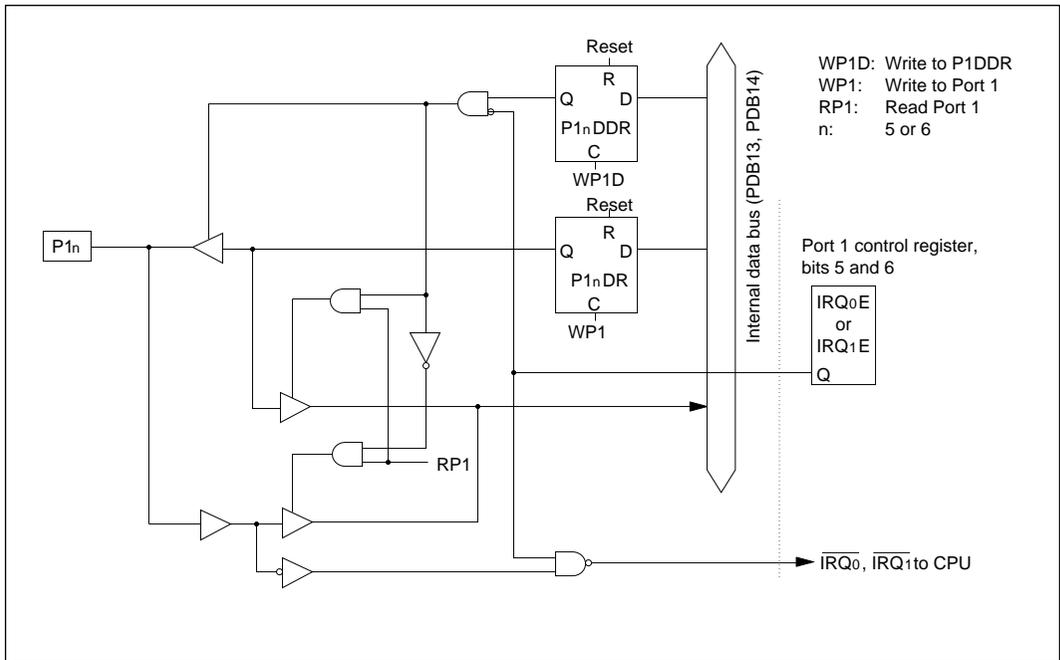 Reset
R
Q D
P1nDDR
C
WP1D
WP1D: Write to P1DDR
WP1: Write to Port 1
RP1: Read Port 1
n: 5 or 6
Internal data bus (PDB13, PDB14)
Reset
R
Q D
P1nDR
C
WP1
P1n
Port 1 control register,
bits 5 and 6
IRQ0E
or
IRQ1E
Q
RP1
IRQ0, IRQ1 to CPU